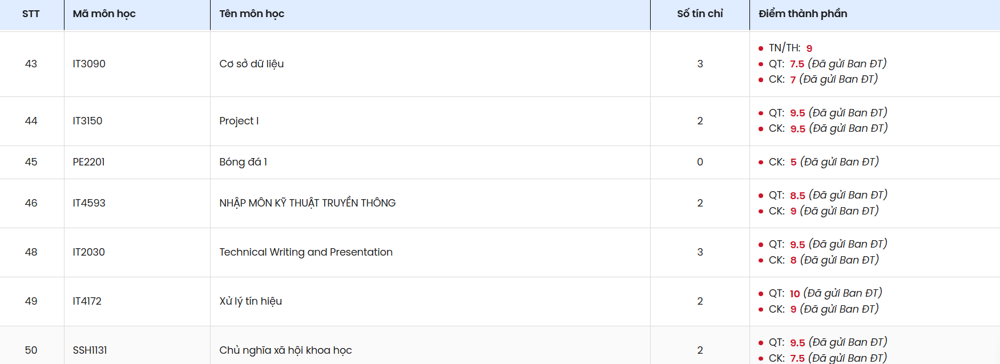 STT Mã môn học Tên môn học Số tín chỉ Điểm thành phần
43 IT3090 Cơ sở dữ liệu 3
TN/TH: 9
QT: 7.5 (Đã gửi Ban ĐT)
CK: 7 (Đã gửi Ban ĐT)
44 IT3150 Project I 2
QT: 9.5 (Đã gửi Ban ĐT)
CK: 9.5 (Đã gửi Ban ĐT)
45 PE2201 Bóng đá 1 0
CK: 5 (Đã gửi Ban ĐT)
46 IT4593 NHẬP MÔN KỸ THUẬT TRUYỀN THÔNG 2
QT: 8.5 (Đã gửi Ban ĐT)
CK: 9 (Đã gửi Ban ĐT)
48 IT2030 Technical Writing and Presentation 3
QT: 9.5 (Đã gửi Ban ĐT)
CK: 8 (Đã gửi Ban ĐT)
49 IT4172 Xử lý tín hiệu 2
QT: 10 (Đã gửi Ban ĐT)
CK: 9 (Đã gửi Ban ĐT)
50 SSH1131 Chủ nghĩa xã hội khoa học 2
QT: 9.5 (Đã gửi Ban ĐT)
CK: 7.5 (Đã gửi Ban ĐT)